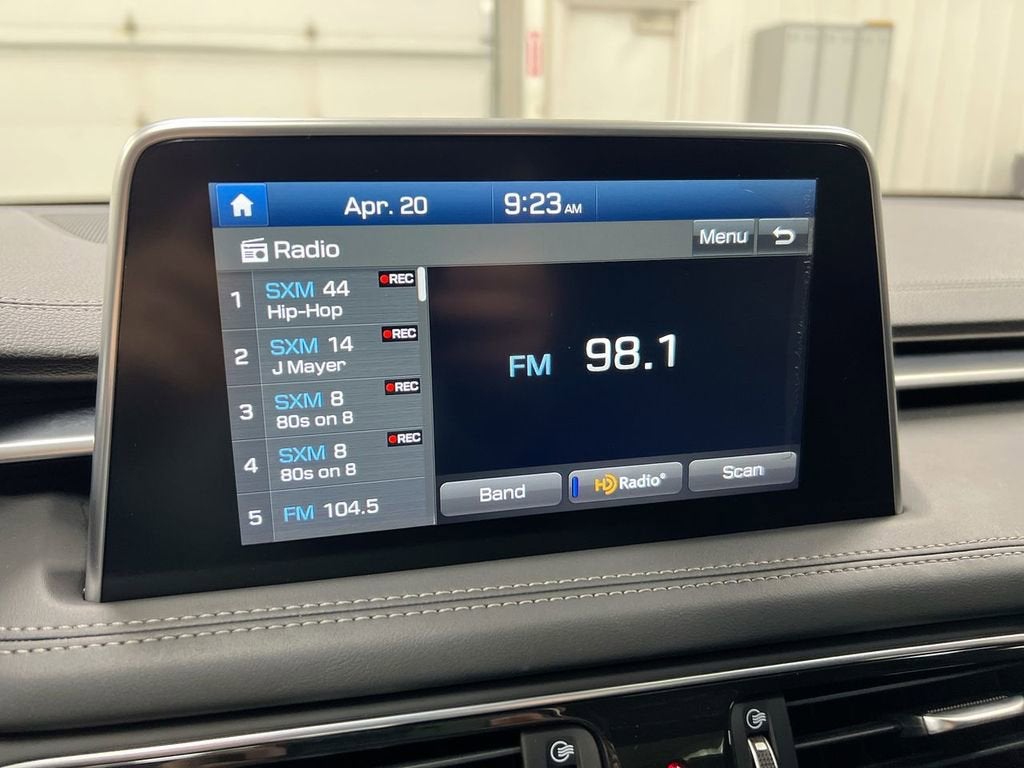 Apr. 20 9:23 AM
Radio Menu
1 SXM 44 REC
Hip-Hop
2 SXM 14 REC
J Mayer
3 SXM 8 REC
80s on 8
4 SXM 8 REC
80s on 8
5 FM 104.5
FM 98.1
Band HD Radio® Scan